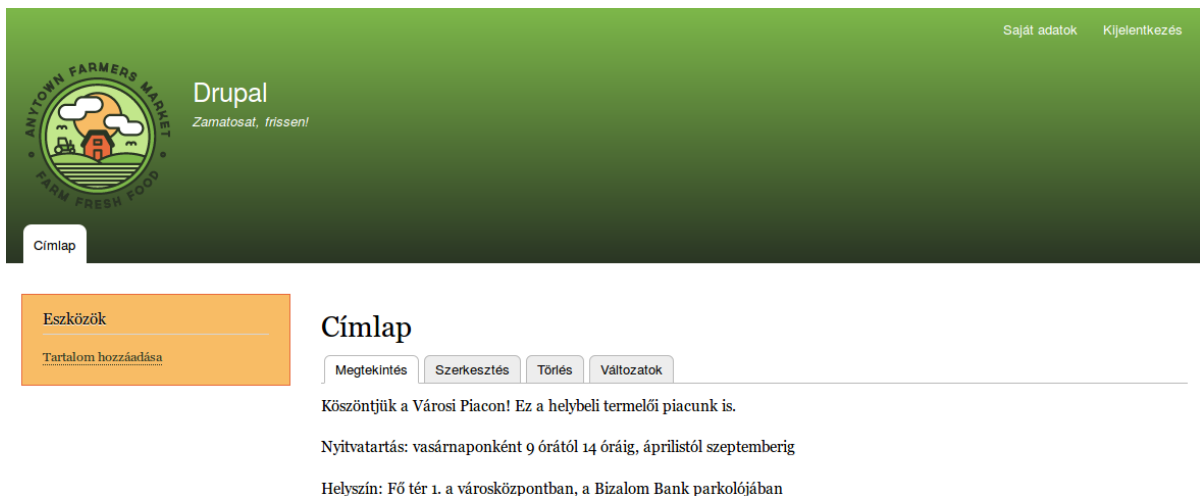 Saját adatok Kijelentkezés
ANYTOWN FARMERS MARKET
FARM FRESH FOOD
Drupal
Zamatosat, frissen!
Címlap
Eszközök
Tartalom hozzáadása
Címlap
Megtekintés Szerkesztés Törlés Változatok
Köszöntjük a Városi Piacon! Ez a helybeli termelői piacunk is.
Nyitvatartás: vasárnaponként 9 órától 14 óráig, áprilistól szeptemberig
Helyszín: Fő tér 1. a városközpontban, a Bizalom Bank parkolójában